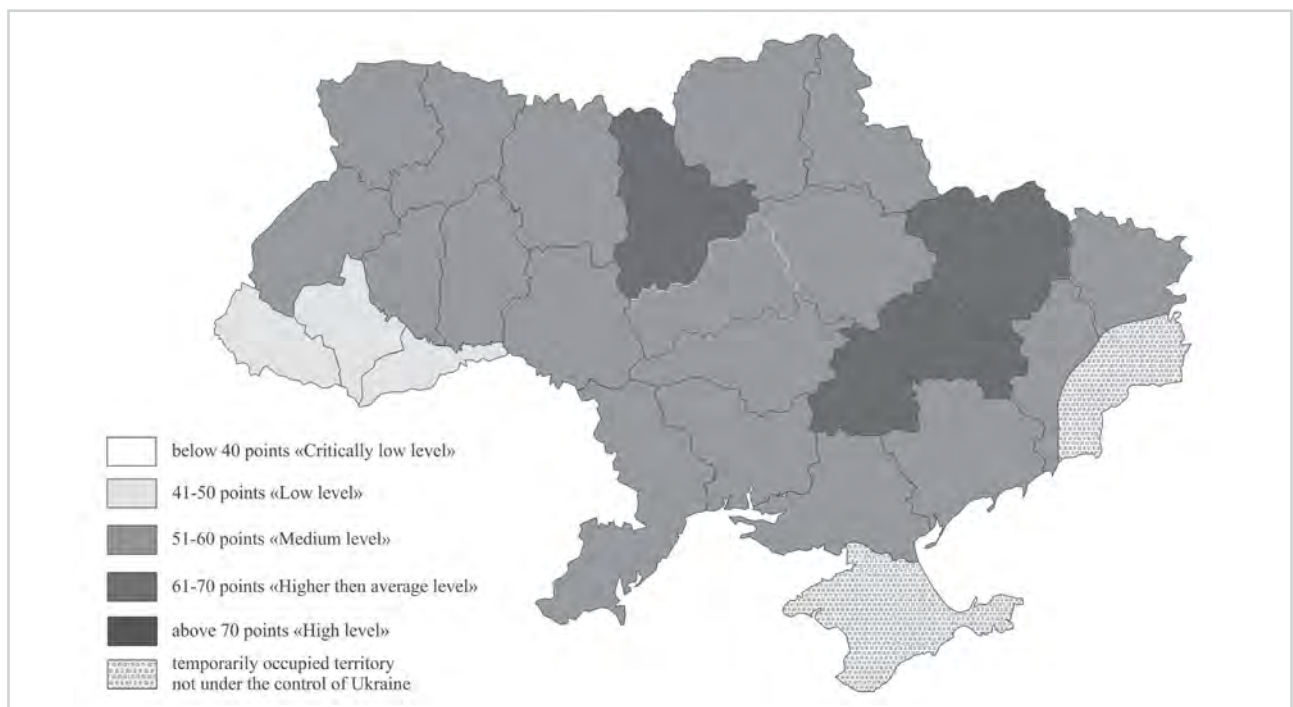 below 40 points «Critically low level»
41-50 points «Low level»
51-60 points «Medium level»
61-70 points «Higher then average level»
above 70 points «High level»
temporarily occupied territory
not under the control of Ukraine